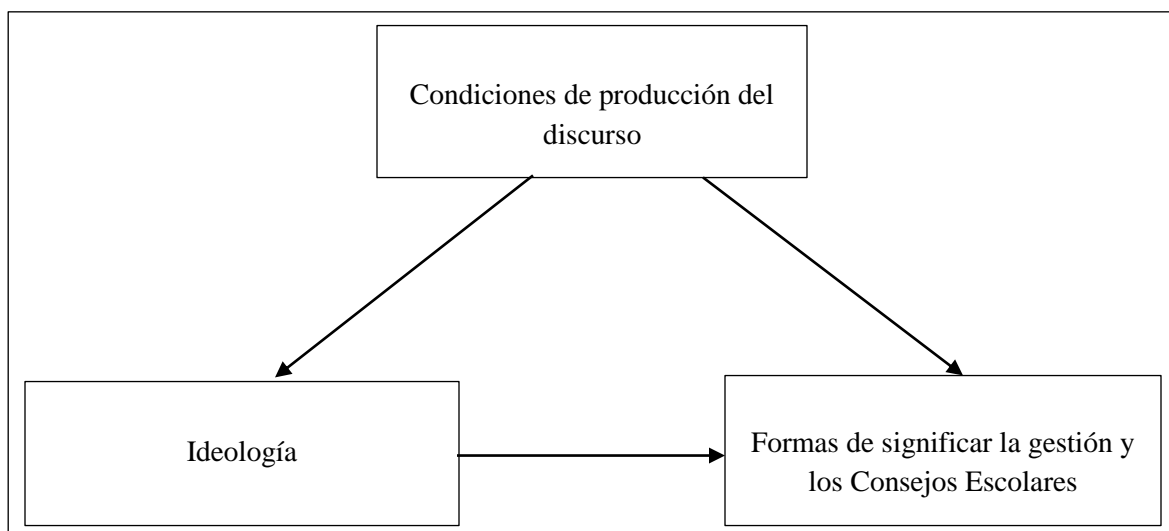 Condiciones de producción del
discurso
Ideología
Formas de significar la gestión y
los Consejos Escolares